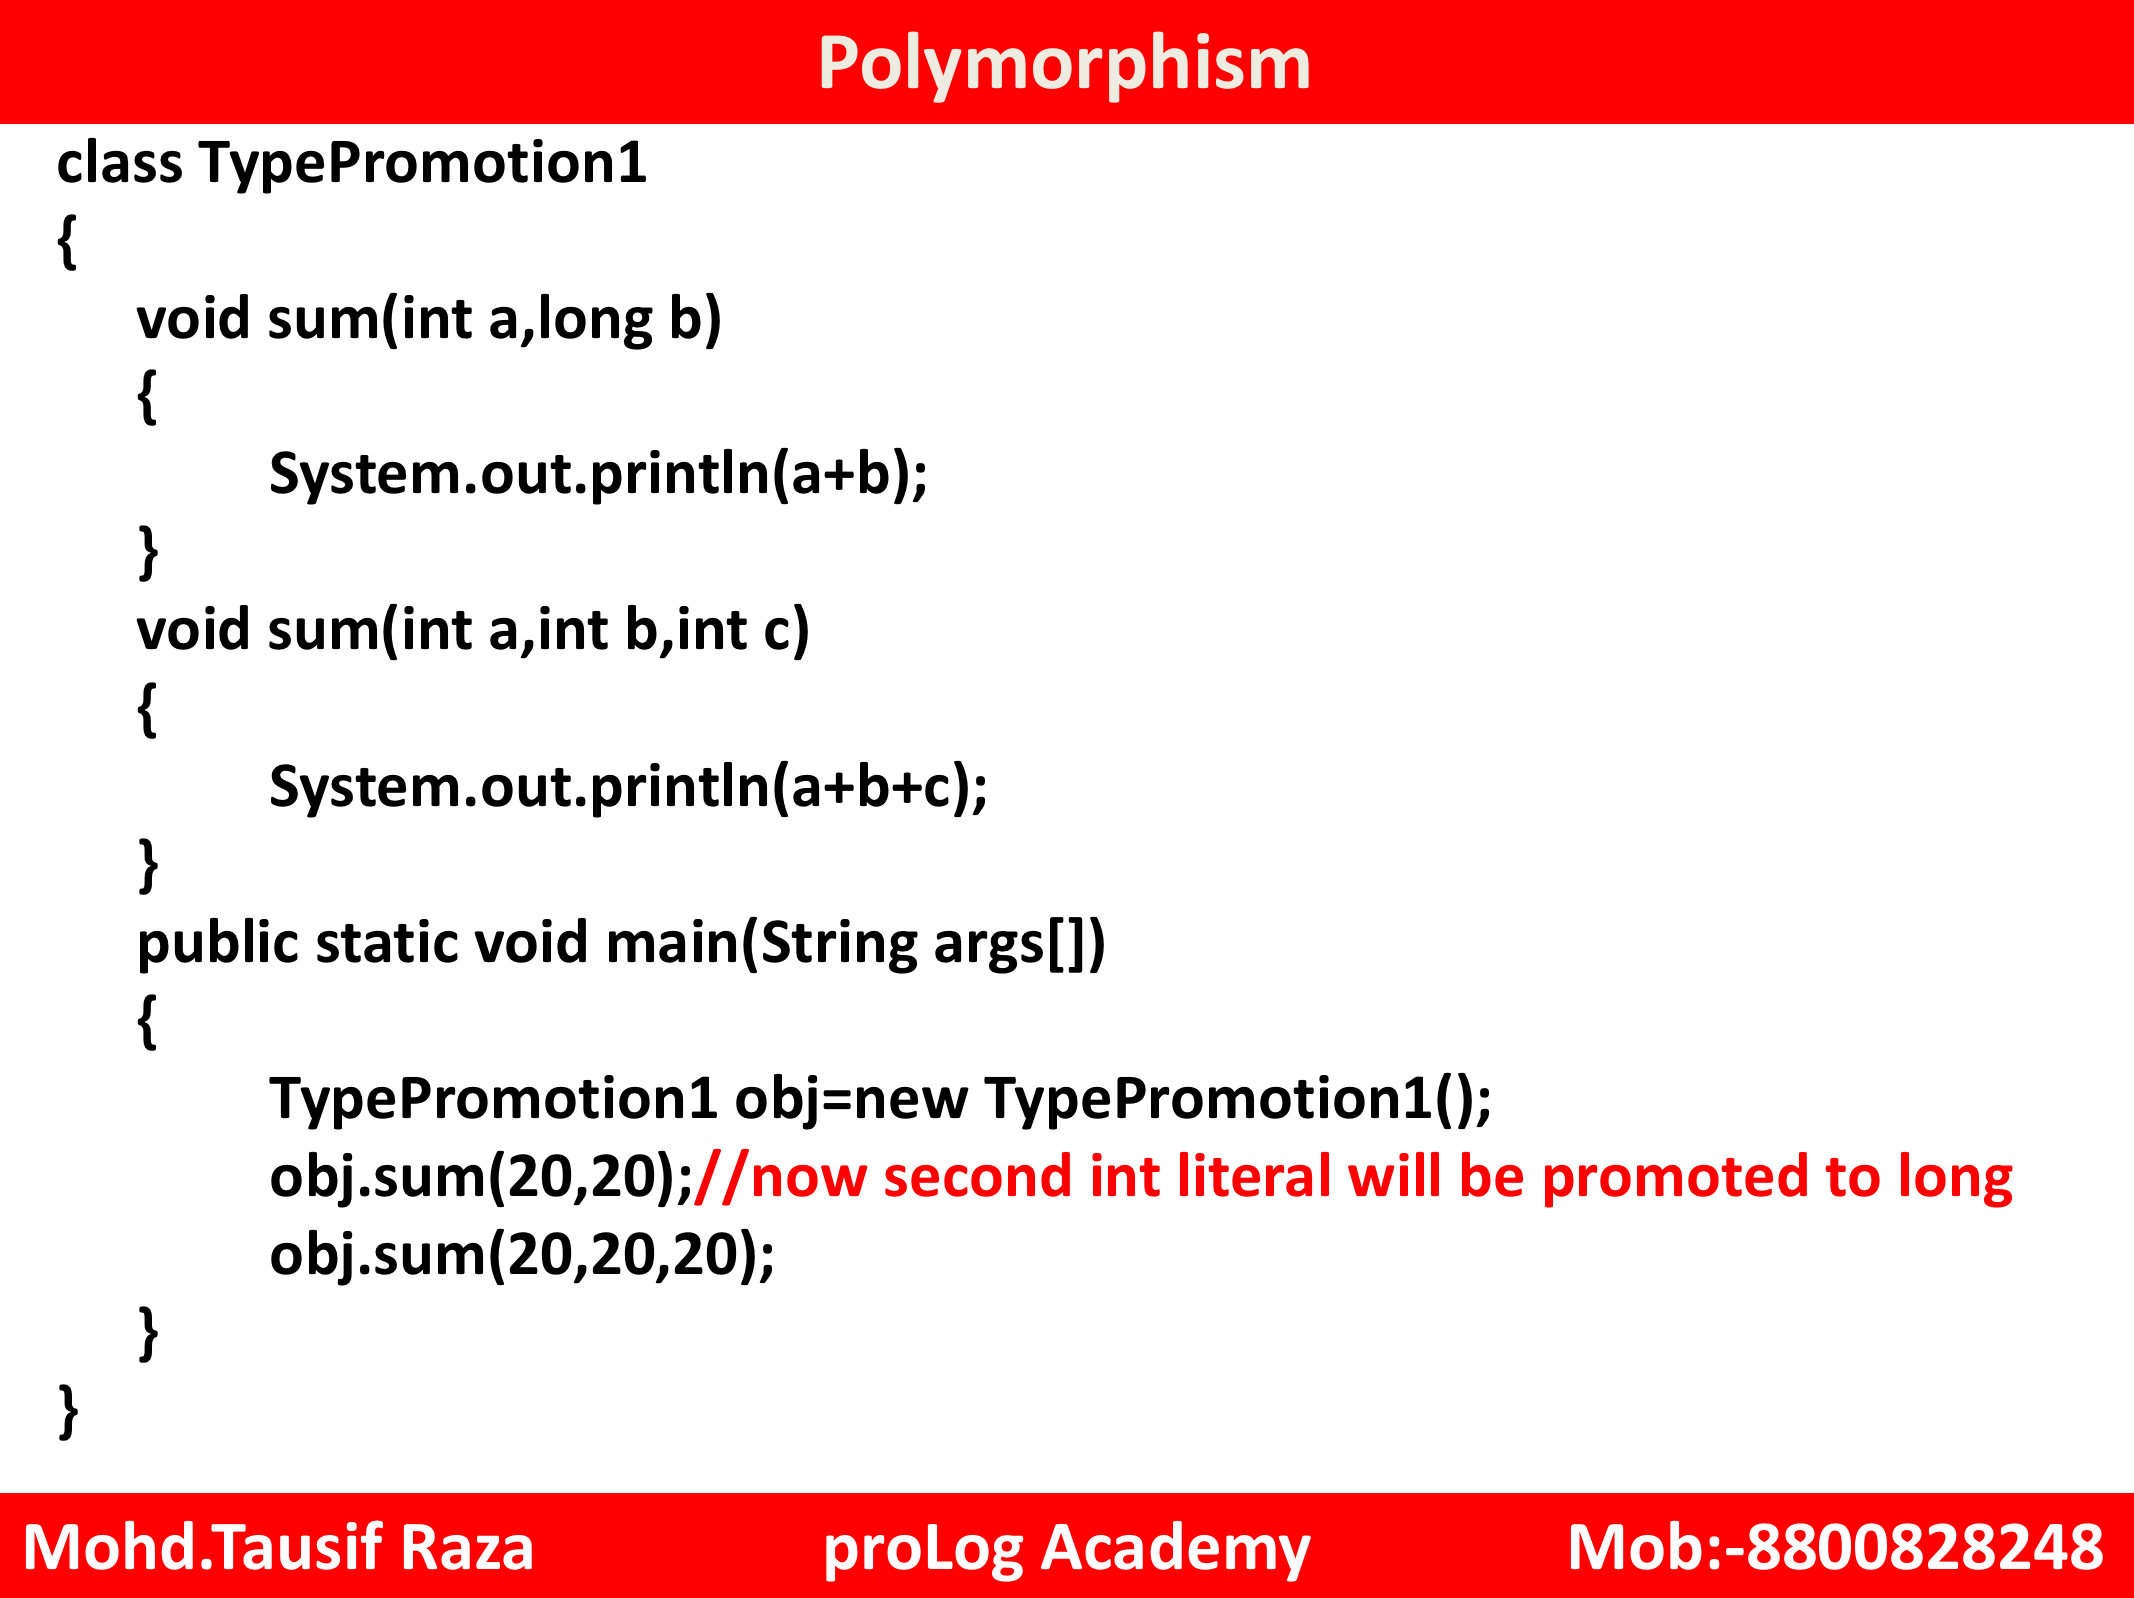 Polymorphism
class TypePromotion1
{
void sum(int a,long b)
{
System.out.println(a+b);
}
void sum(int a,int b,int c)
{
System.out.println(a+b+c);
}
public static void main(String args[])
{
TypePromotion1 obj=new TypePromotion1();
obj.sum(20,20);//now second int literal will be promoted to long
obj.sum(20,20,20);
}
}
Mohd.Tausif Raza proLog Academy Mob:-8800828248